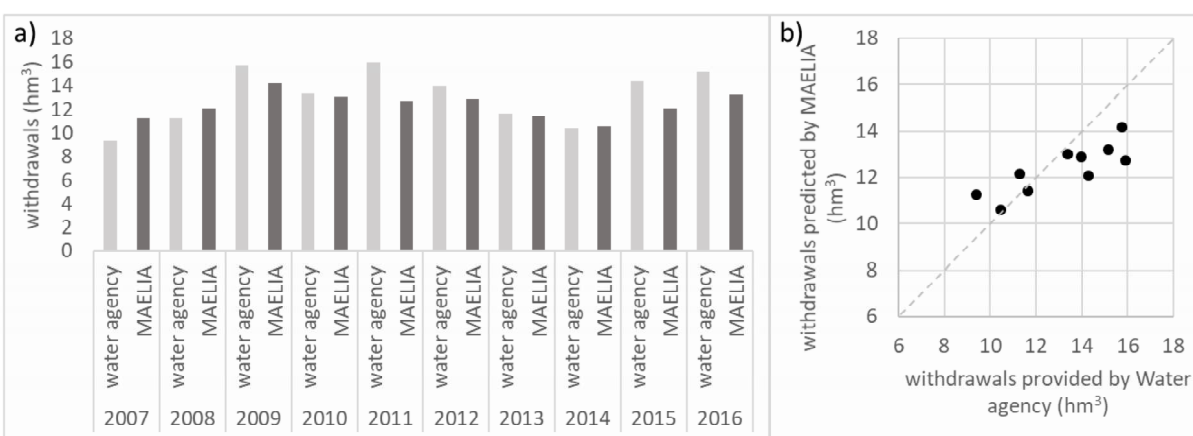 a)
withdrawals (hm³)
18
16
14
12
10
8
6
4
2
0
water agency
MAELIA
water agency
MAELIA
water agency
MAELIA
water agency
MAELIA
water agency
MAELIA
water agency
MAELIA
water agency
MAELIA
water agency
MAELIA
water agency
MAELIA
water agency
MAELIA
2007 2008 2009 2010 2011 2012 2013 2014 2015 2016
b)
withdrawals predicted by MAELIA
(hm³)
18
16
14
12
10
8
6
6 8 10 12 14 16 18
withdrawals provided by Water
agency (hm³)